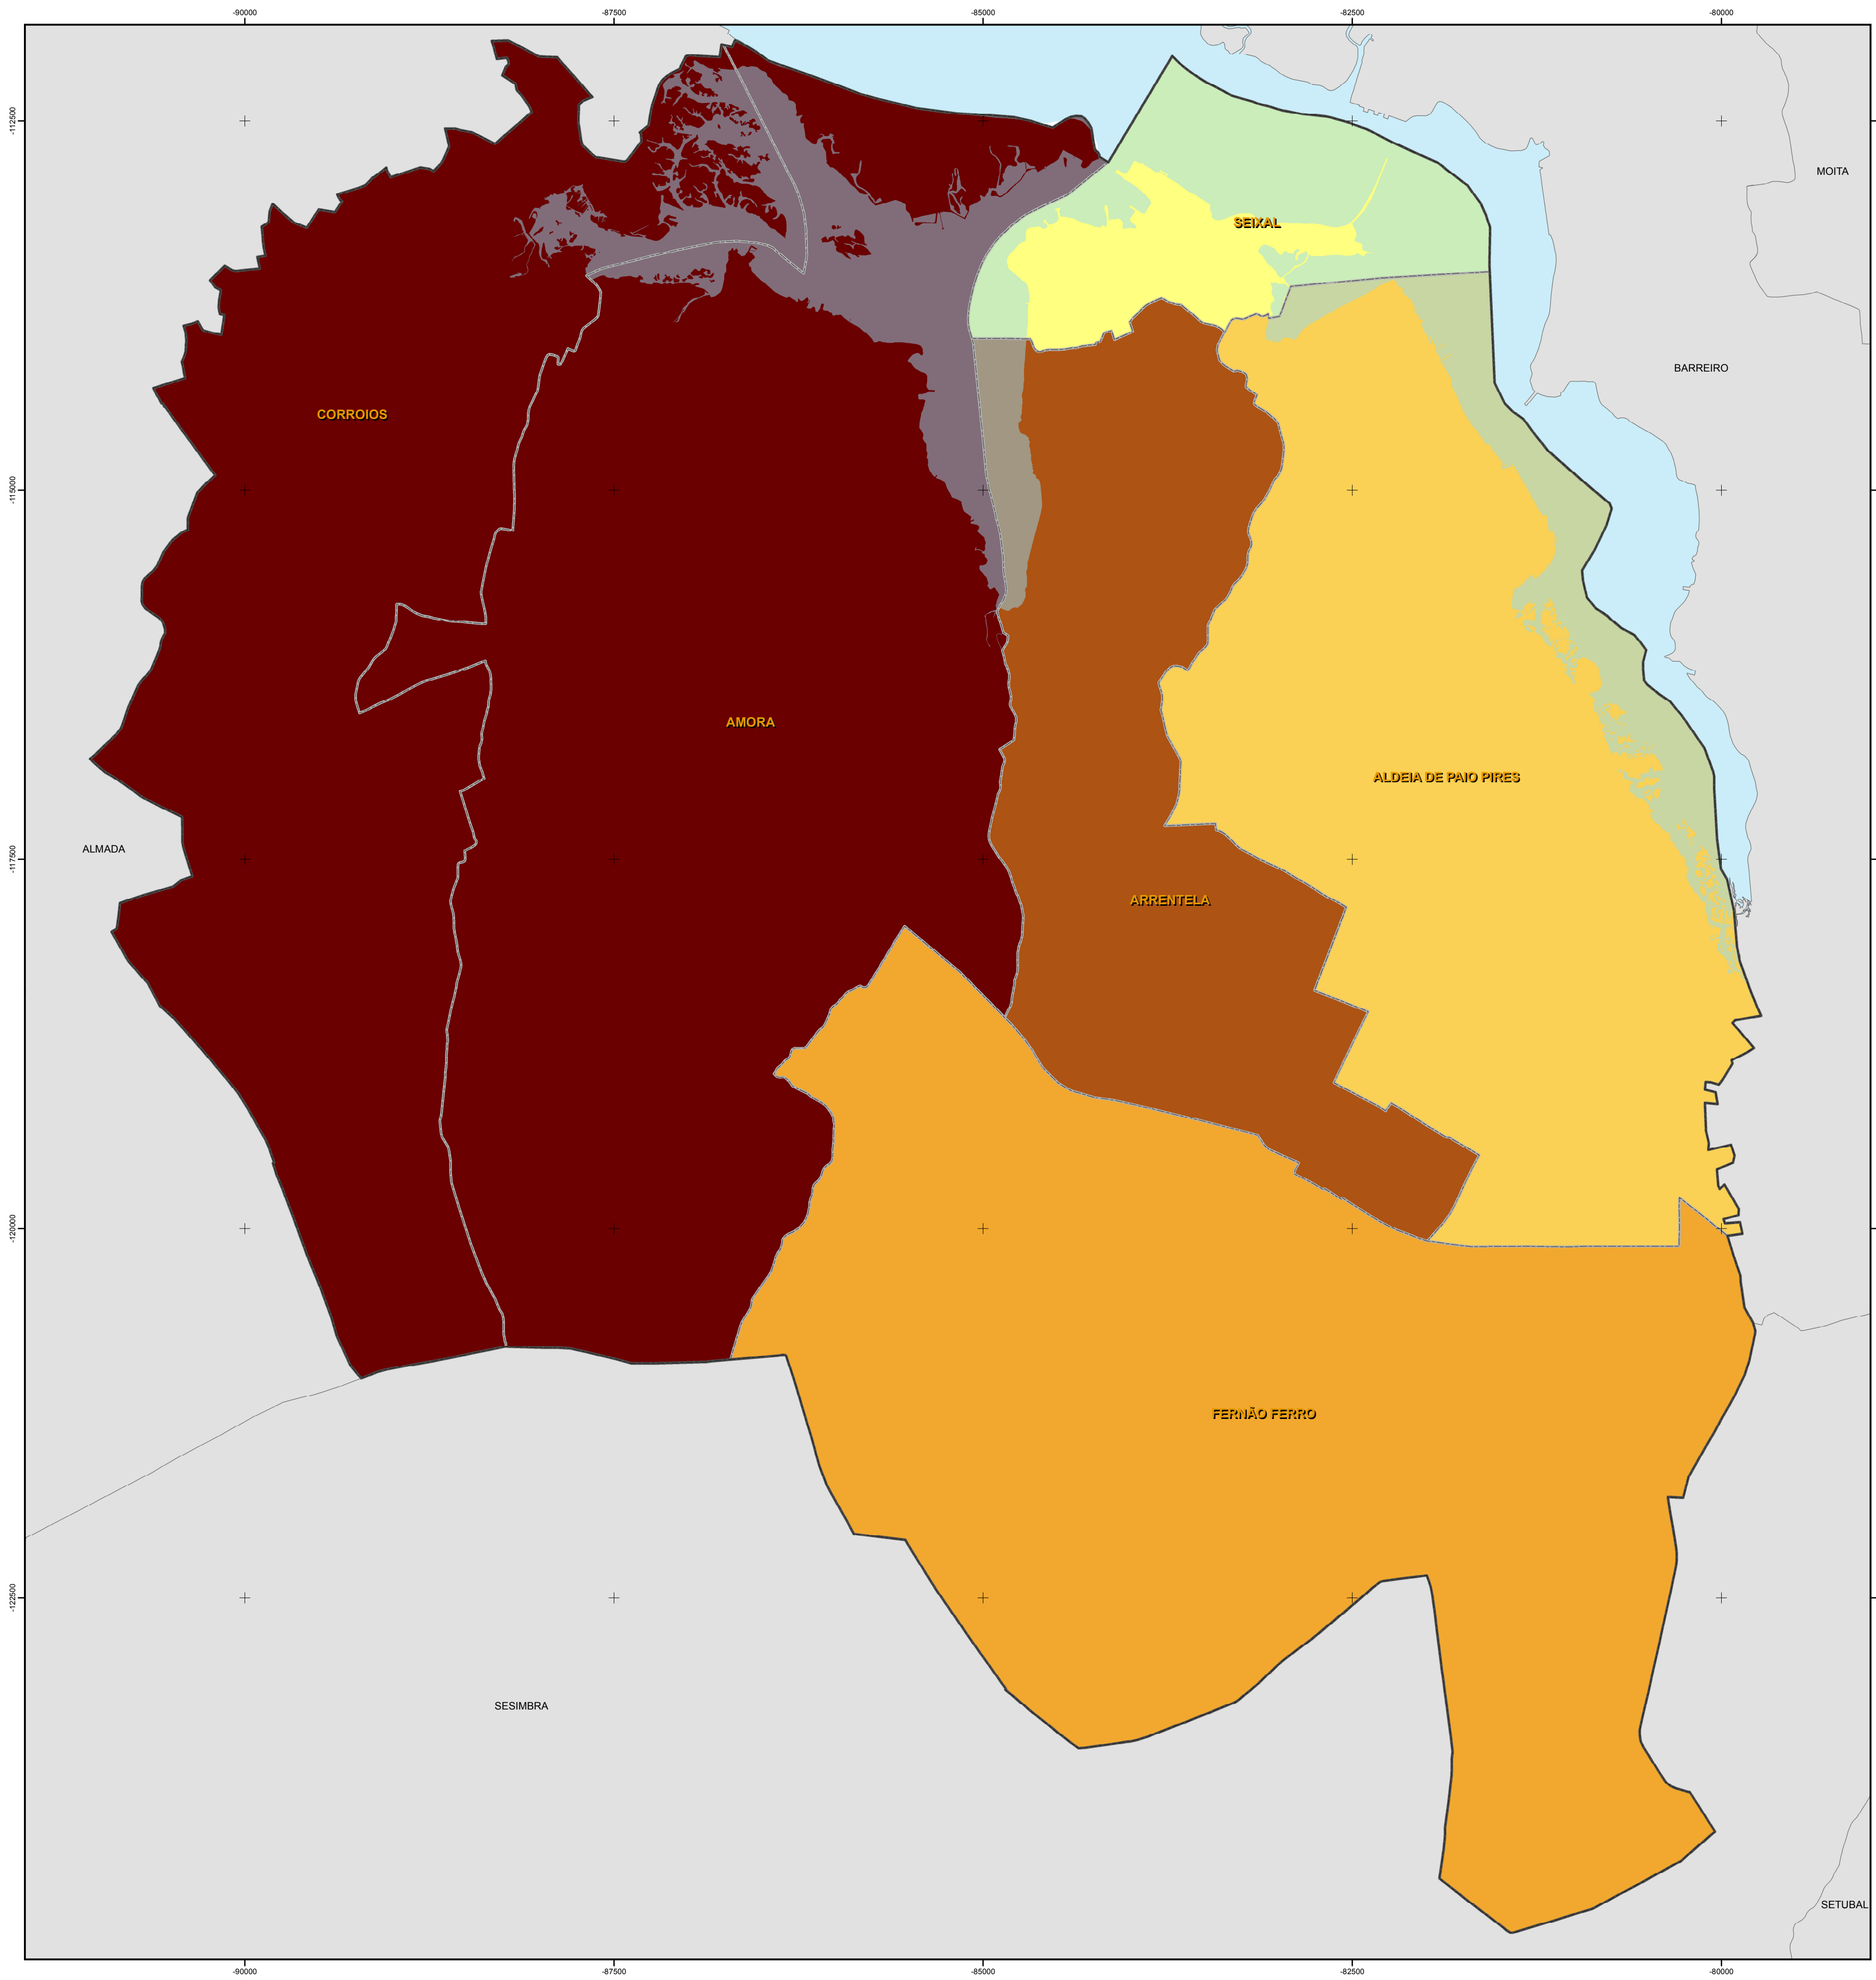 -90000
-87500
-85000
-82500
-80000
-112500
MOITA
SEIXAL
BARREIRO
CORROIOS
-115000
AMORA
ALDEIA DE PAIO PIRES
ALMADA
-117500
ARRENTELA
-120000
FERNÃO FERRO
-122500
SESIMBRA
SETUBAL
-90000
-87500
-85000
-82500
-80000